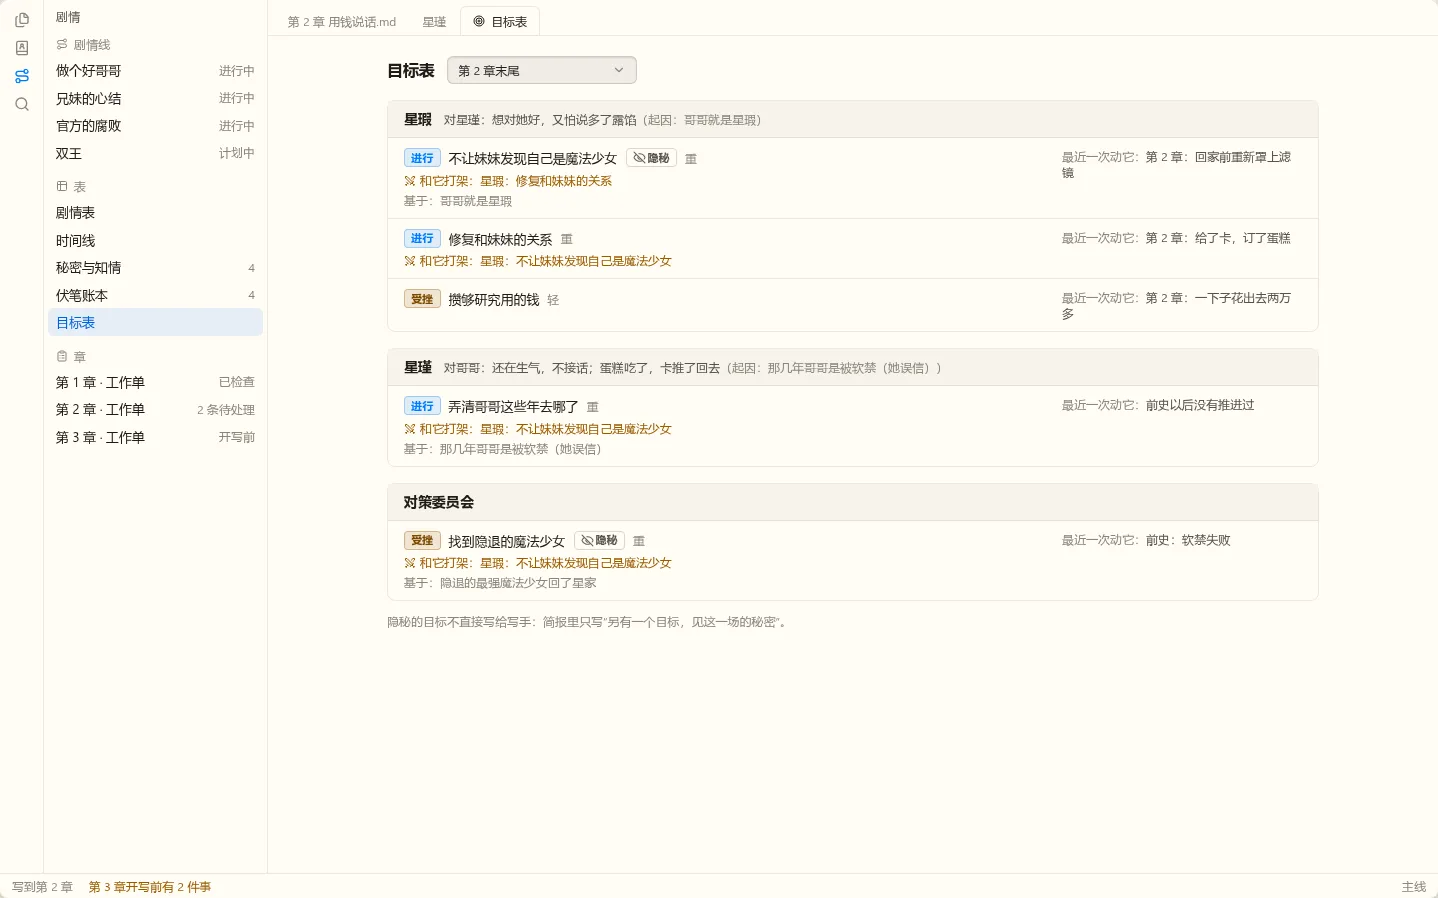 剧情
剧情线
做个好哥哥 进行中
兄妹的心结 进行中
官方的腐败 进行中
双王 计划中
表
剧情表
时间线
秘密与知情 4
伏笔账本 4
目标表
章
第 1 章 · 工作单 已检查
第 2 章 · 工作单 2 条待处理
第 3 章 · 工作单 开写前
第 2 章 用钱说话.md 星瑾 目标表
目标表 第 2 章末尾
星瑕 对星瑾：想对她好，又怕说多了露馅（起因：哥哥就是星瑕）
进行 不让妹妹发现自己是魔法少女 隐秘 重
最近一次动它：第 2 章：回家前重新罩上滤
镜
和它打架：星瑕：修复和妹妹的关系
基于：哥哥就是星瑕
进行 修复和妹妹的关系 重
最近一次动它：第 2 章：给了卡，订了蛋糕
和它打架：星瑕：不让妹妹发现自己是魔法少女
受挫 攒够研究用的钱 轻
最近一次动它：第 2 章：一下子花出去两万
多
星瑾 对哥哥：还在生气，不接话；蛋糕吃了，卡推了回去（起因：那几年哥哥是被软禁（她误信））
进行 弄清哥哥这些年去哪了 重
最近一次动它：前史以后没有推进过
和它打架：星瑕：不让妹妹发现自己是魔法少女
基于：那几年哥哥是被软禁（她误信）
对策委员会
受挫 找到隐退的魔法少女 隐秘 重
最近一次动它：前史：软禁失败
和它打架：星瑕：不让妹妹发现自己是魔法少女
基于：隐退的最强魔法少女回了星家
隐秘的目标不直接写给写手：简报里只写“另有一个目标，见这一场的秘密”。
写到第 2 章 第 3 章开写前有 2 件事 主线